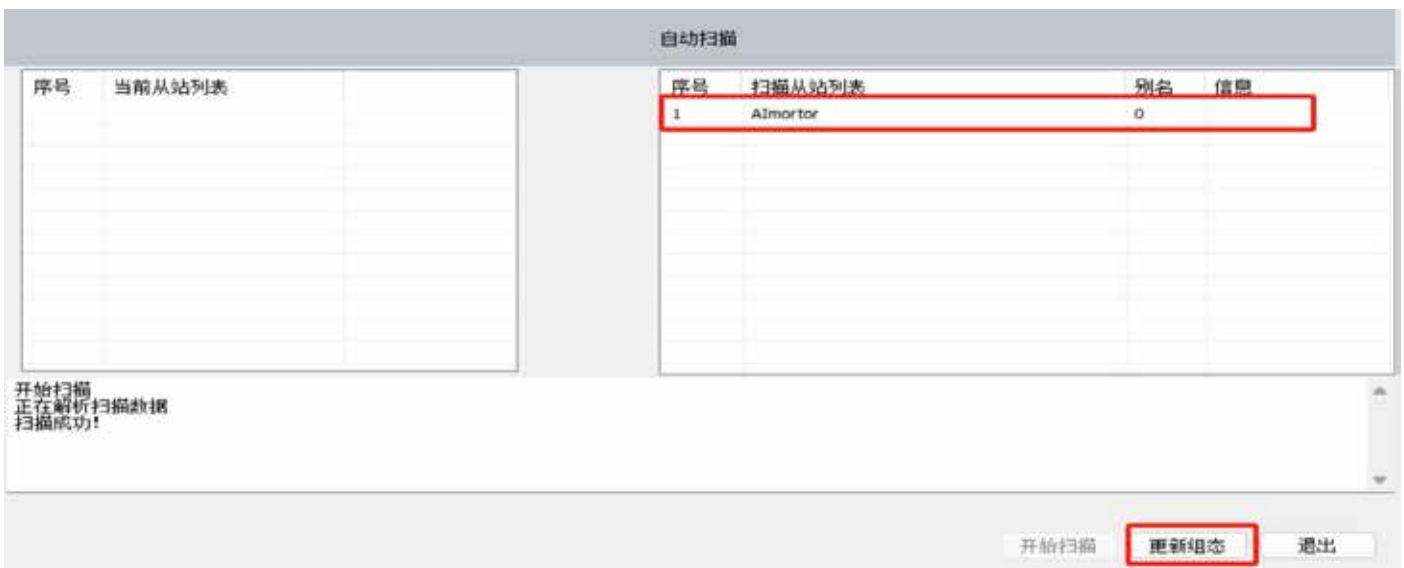 自动扫描
序号 当前从站列表
序号 扫描从站列表 别名 信息
1 AImortor 0
开始扫描
正在解析扫描数据
扫描成功!
开始扫描 更新组态 退出